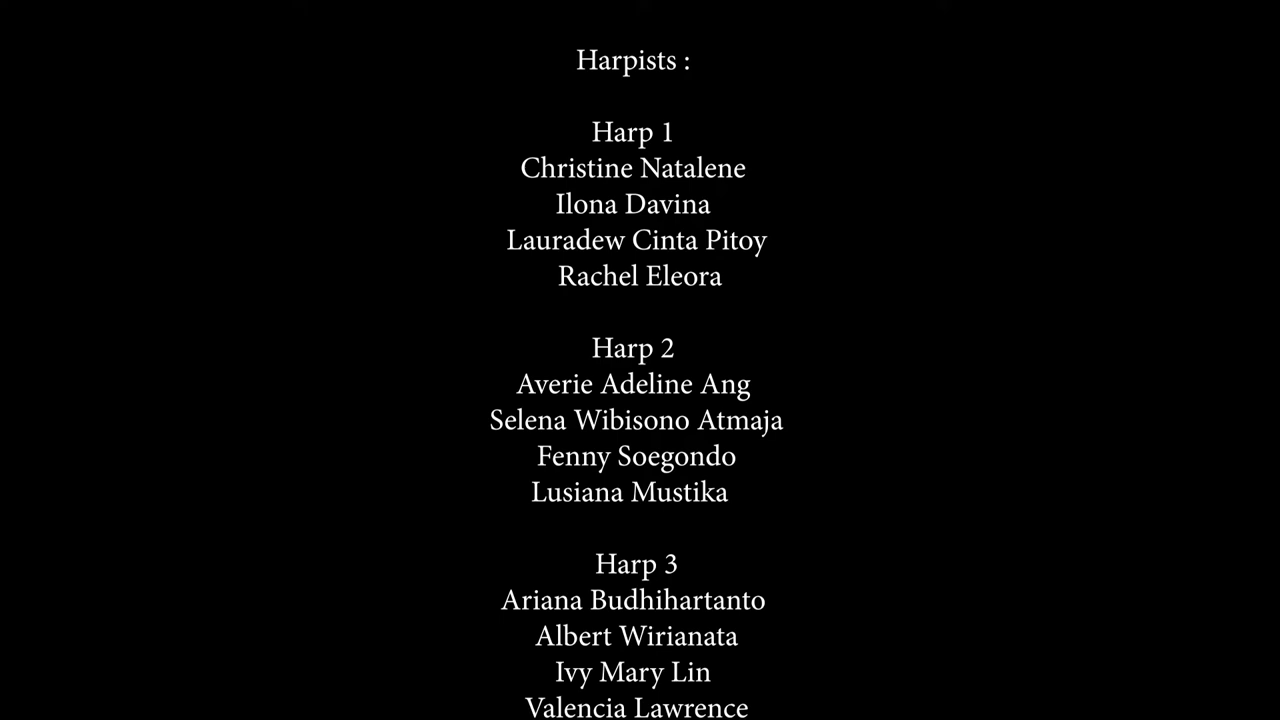 Harpists :
Harp 1
Christine Natalene
Ilona Davina
Lauradew Cinta Pitoy
Rachel Eleora
Harp 2
Averie Adeline Ang
Selena Wibisono Atmaja
Fenny Soegondo
Lusiana Mustika
Harp 3
Ariana Budhihartanto
Albert Wirianata
Ivy Mary Lin
Valencia Lawrence